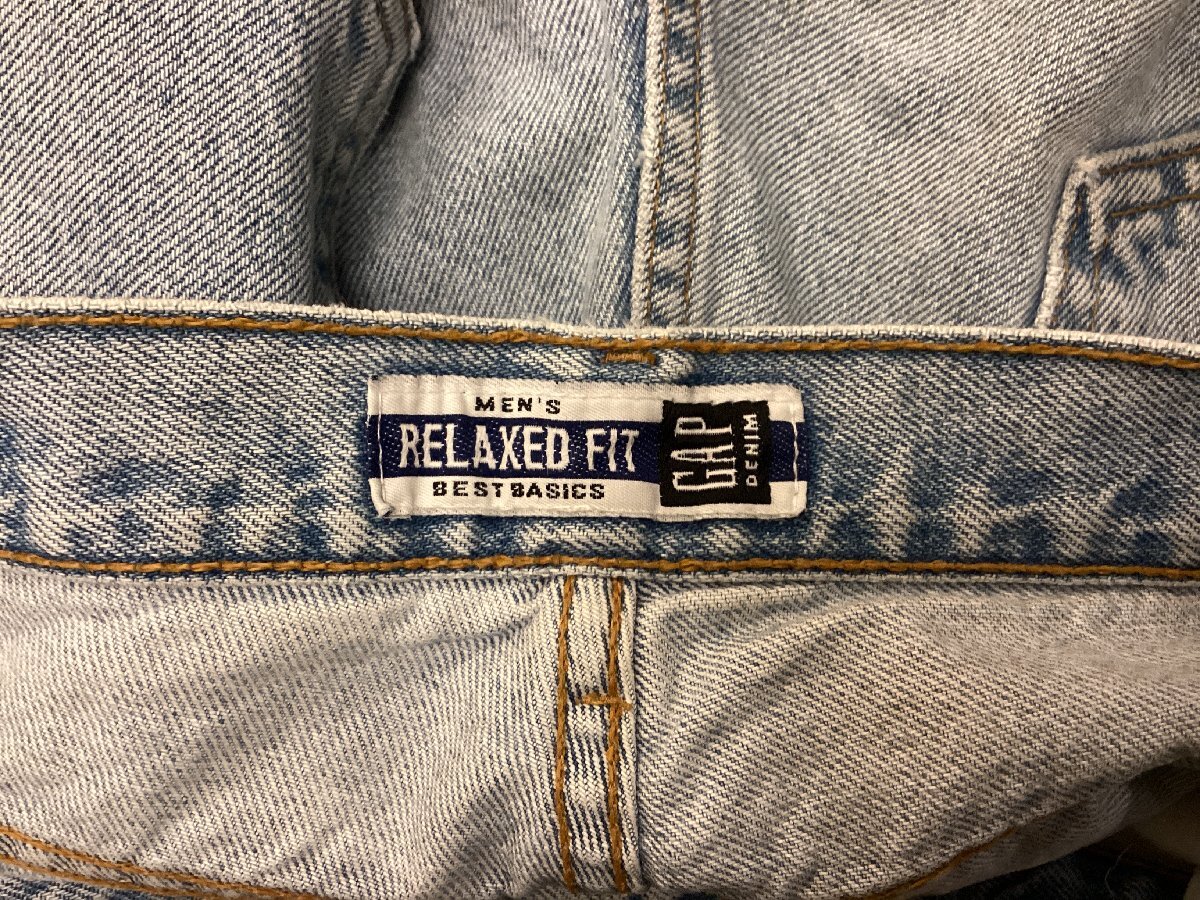 MEN'S
RELAXED FIT
BEST BASICS
GAP
DENIM